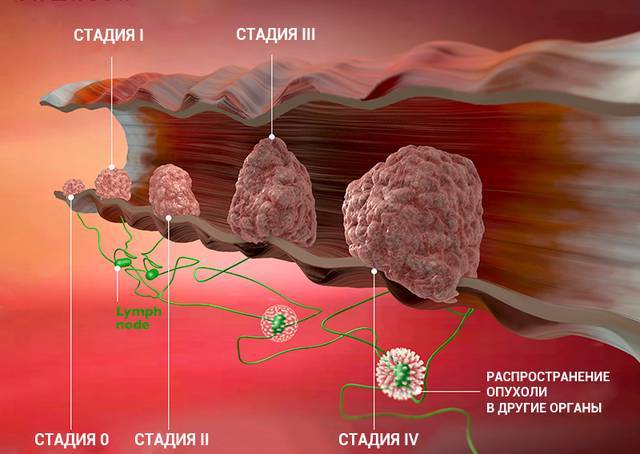 СТАДИЯ I
СТАДИЯ III
Lymph
node
РАСПРОСТРАНЕНИЕ
ОПУХОЛИ
В ДРУГИЕ ОРГАНЫ
СТАДИЯ 0
СТАДИЯ II
СТАДИЯ IV